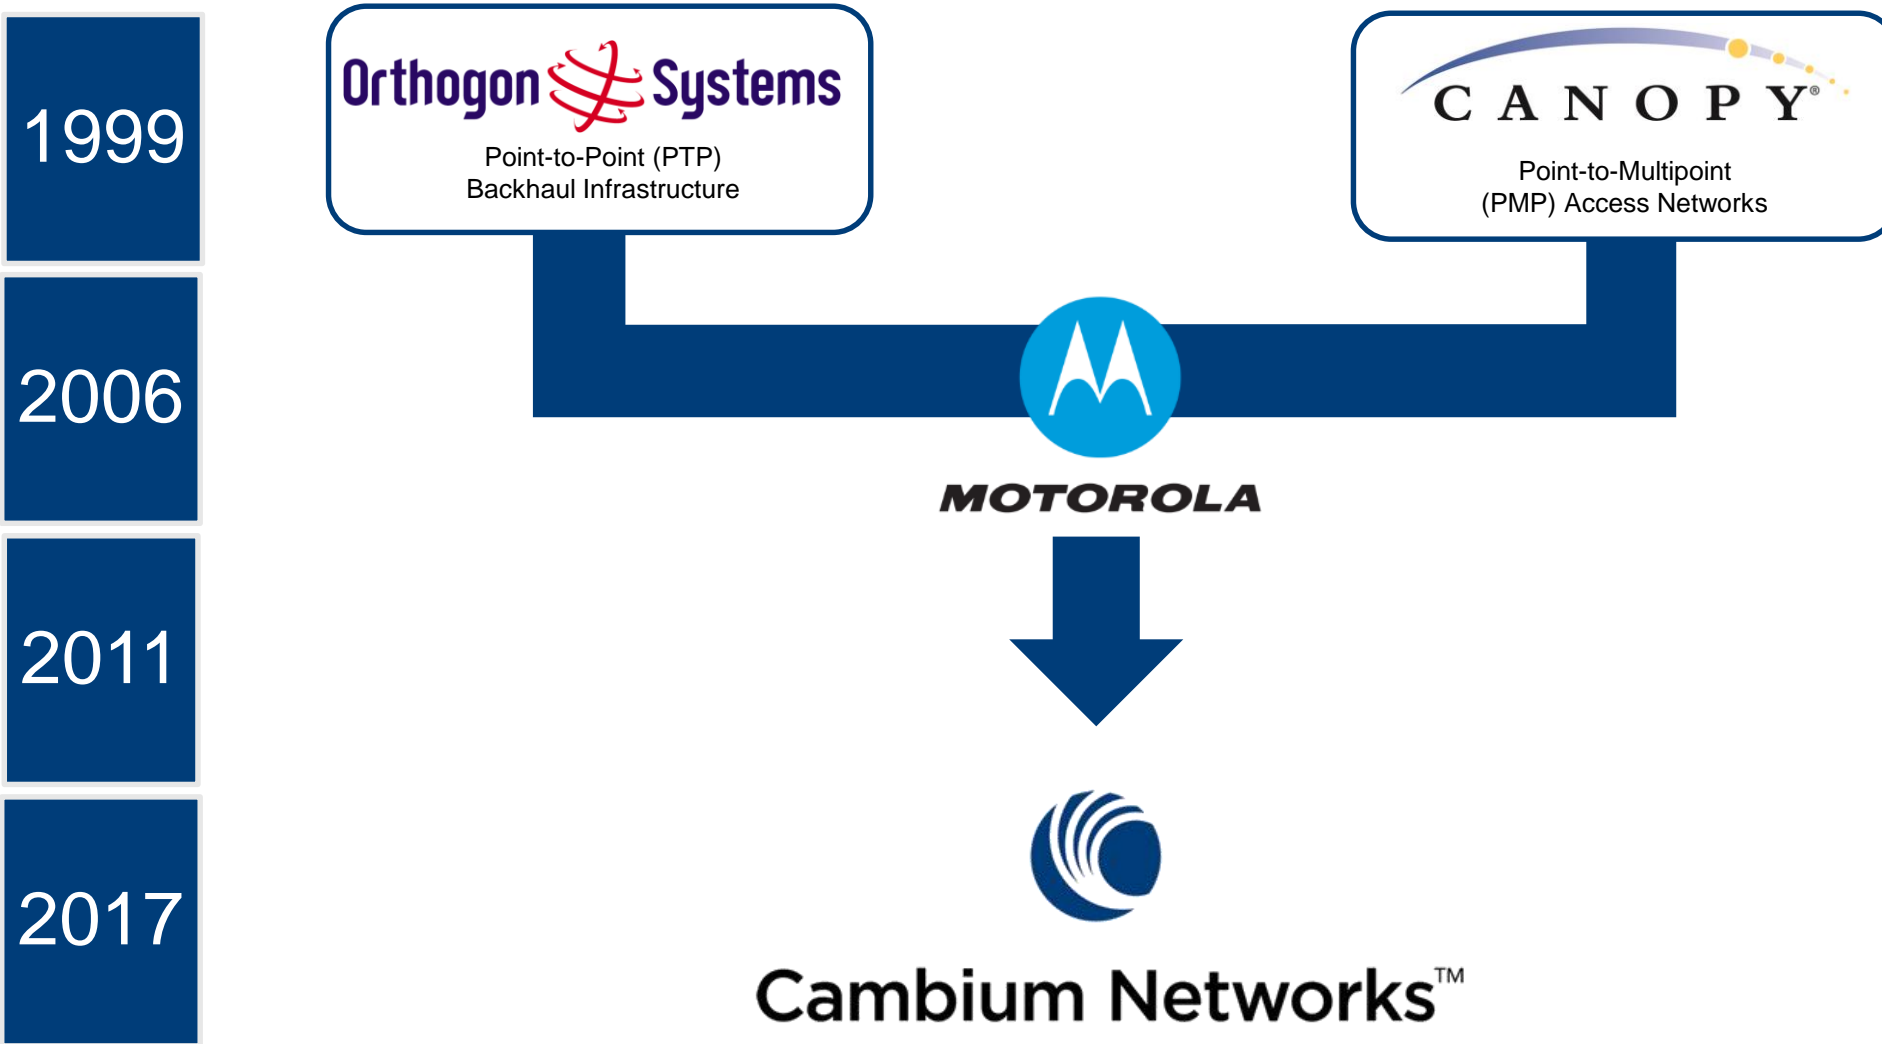 1999
Orthogon Systems
Point-to-Point (PTP)
Backhaul Infrastructure
CANOPY®
Point-to-Multipoint
(PMP) Access Networks
2006
MOTOROLA
2011
2017
Cambium Networks™